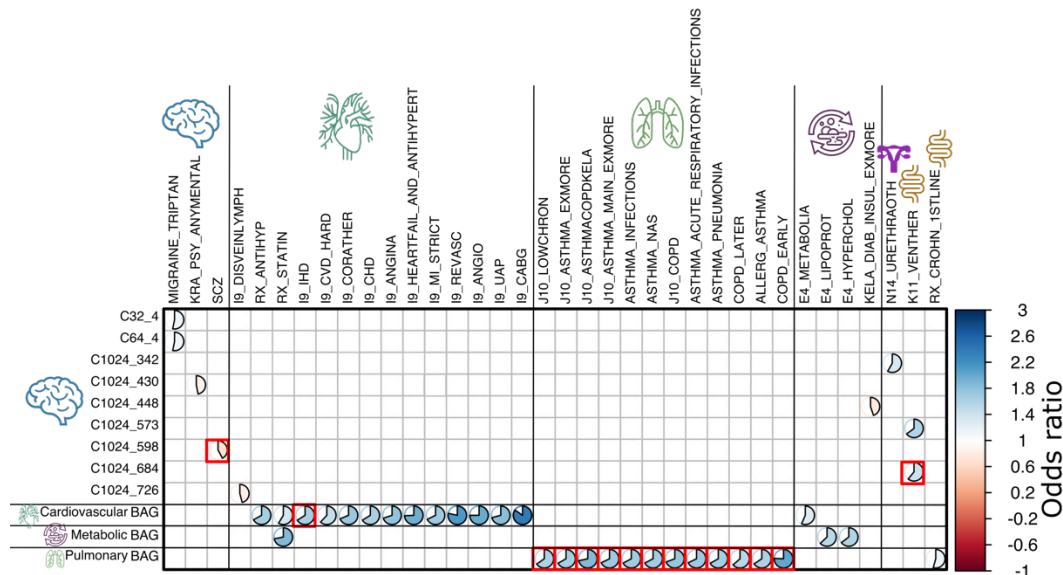 MIGRAINE_TRIPTAN
KRA_PSY_ANYMENTAL
SCZ
I9_DISVEINLYMPH
RX_ANTIHYP
RX_STATIN
I9_IHD
I9_CVD_HARD
I9_CORATHER
I9_CHD
I9_ANGINA
I9_HEARTFAIL_AND_ANTIHYPERT
I9_MI_STRICT
I9_REVASC
I9_ANGIO
I9_UAP
I9_CABG
J10_LOWCHRON
J10_ASTHMA_EXMORE
J10_ASTHMACOPDKELA
J10_ASTHMA_MAIN_EXMORE
ASTHMA_INFECTIONS
ASTHMA_NAS
J10_COPD
ASTHMA_ACUTE_RESPIRATORY_INFECTIONS
ASTHMA_PNEUMONIA
COPD_LATER
ALLERG_ASTHMA
COPD_EARLY
E4_METABOLIA
E4_LIPOPROT
E4_HYPERCHOL
KELA_DIAB_INSUL_EXMORE
N14_URETHRAOTH
K11_VENTHER
RX_CROHN_1STLINE
C32_4
C64_4
C1024_342
C1024_430
C1024_448
C1024_573
C1024_598
C1024_684
C1024_726
Cardiovascular BAG
Metabolic BAG
Pulmonary BAG
3
2.6
2.2
1.8
1.4
1
0.6
0.2
-0.2
-0.6
-1
Odds ratio